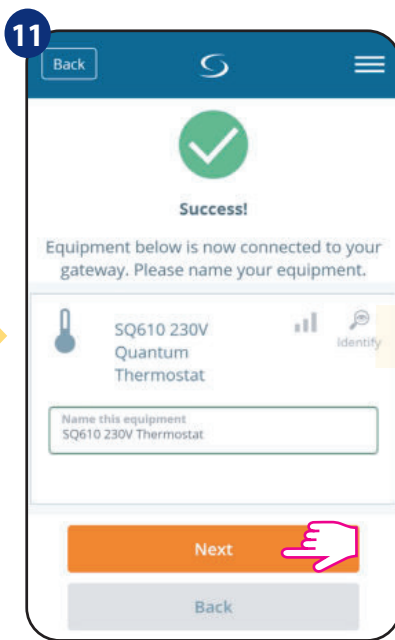 11
Back
Success!
Equipment below is now connected to your
gateway. Please name your equipment.
SQ610 230V
Quantum
Thermostat
Identify
Name this equipment
SQ610 230V Thermostat
Next
Back